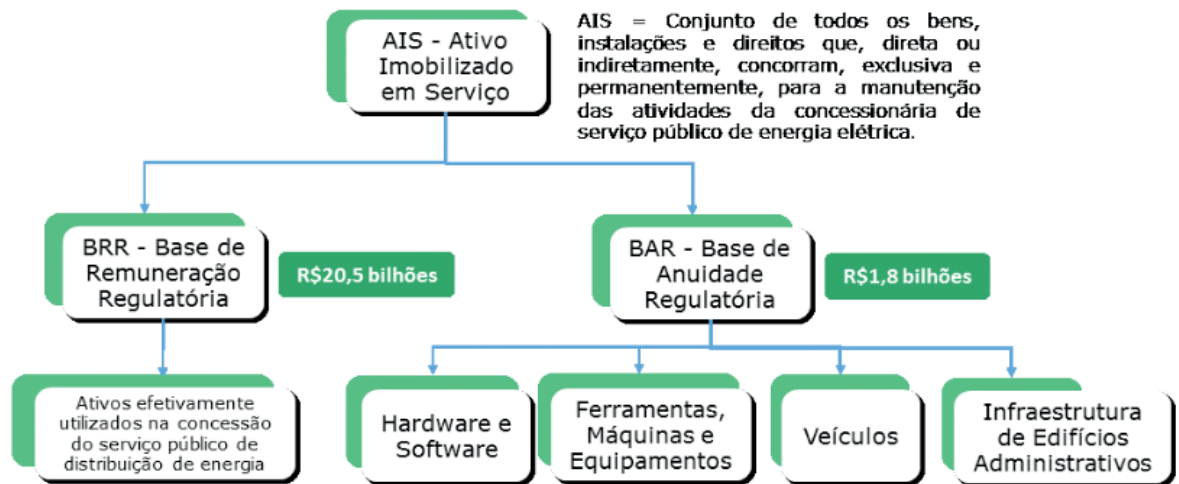 AIS - Ativo
Imobilizado
em Serviço
AIS = Conjunto de todos os bens,
instalações e direitos que, direta ou
indiretamente, concorram, exclusiva e
permanentemente, para a manutenção
das atividades da concessionária de
serviço público de energia elétrica.
BRR - Base de
Remuneração
Regulatória
R$20,5 bilhões
BAR - Base de
Anuidade
Regulatória
R$1,8 bilhões
Ativos efetivamente
utilizados na concessão
do serviço público de
distribuição de energia
Hardware e
Software
Ferramentas,
Máquinas e
Equipamentos
Veículos
Infraestrutura
de Edifícios
Administrativos